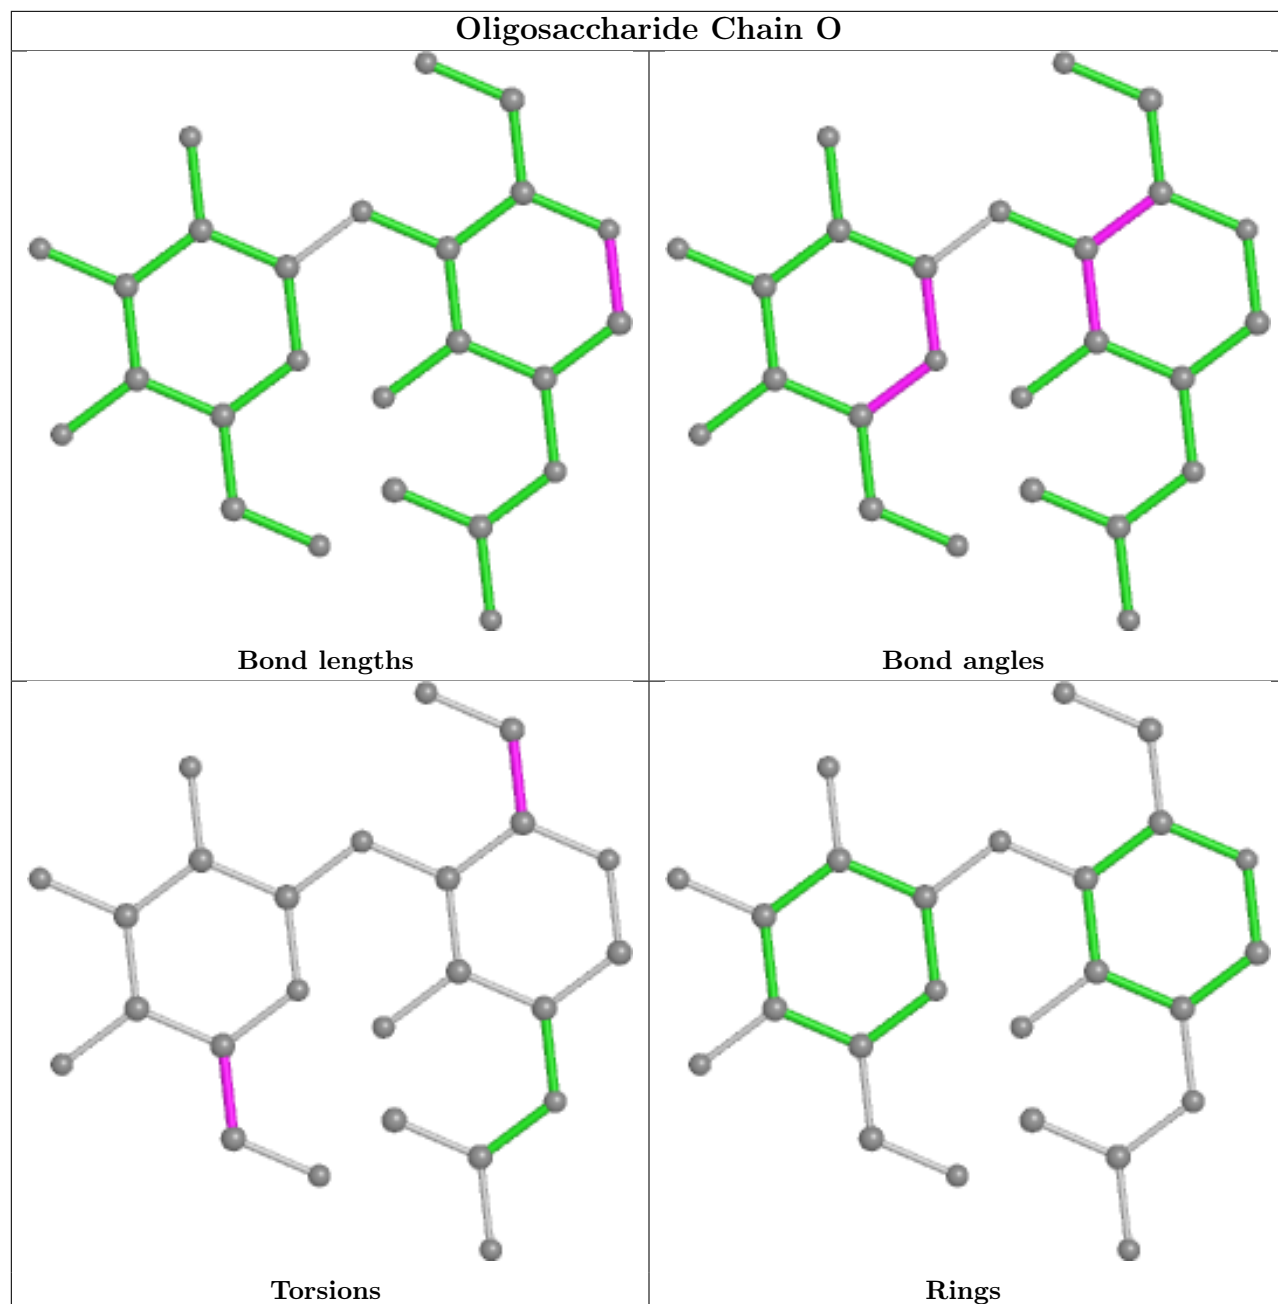 Oligosaccharide Chain O
Bond lengths
Bond angles
Torsions
Rings